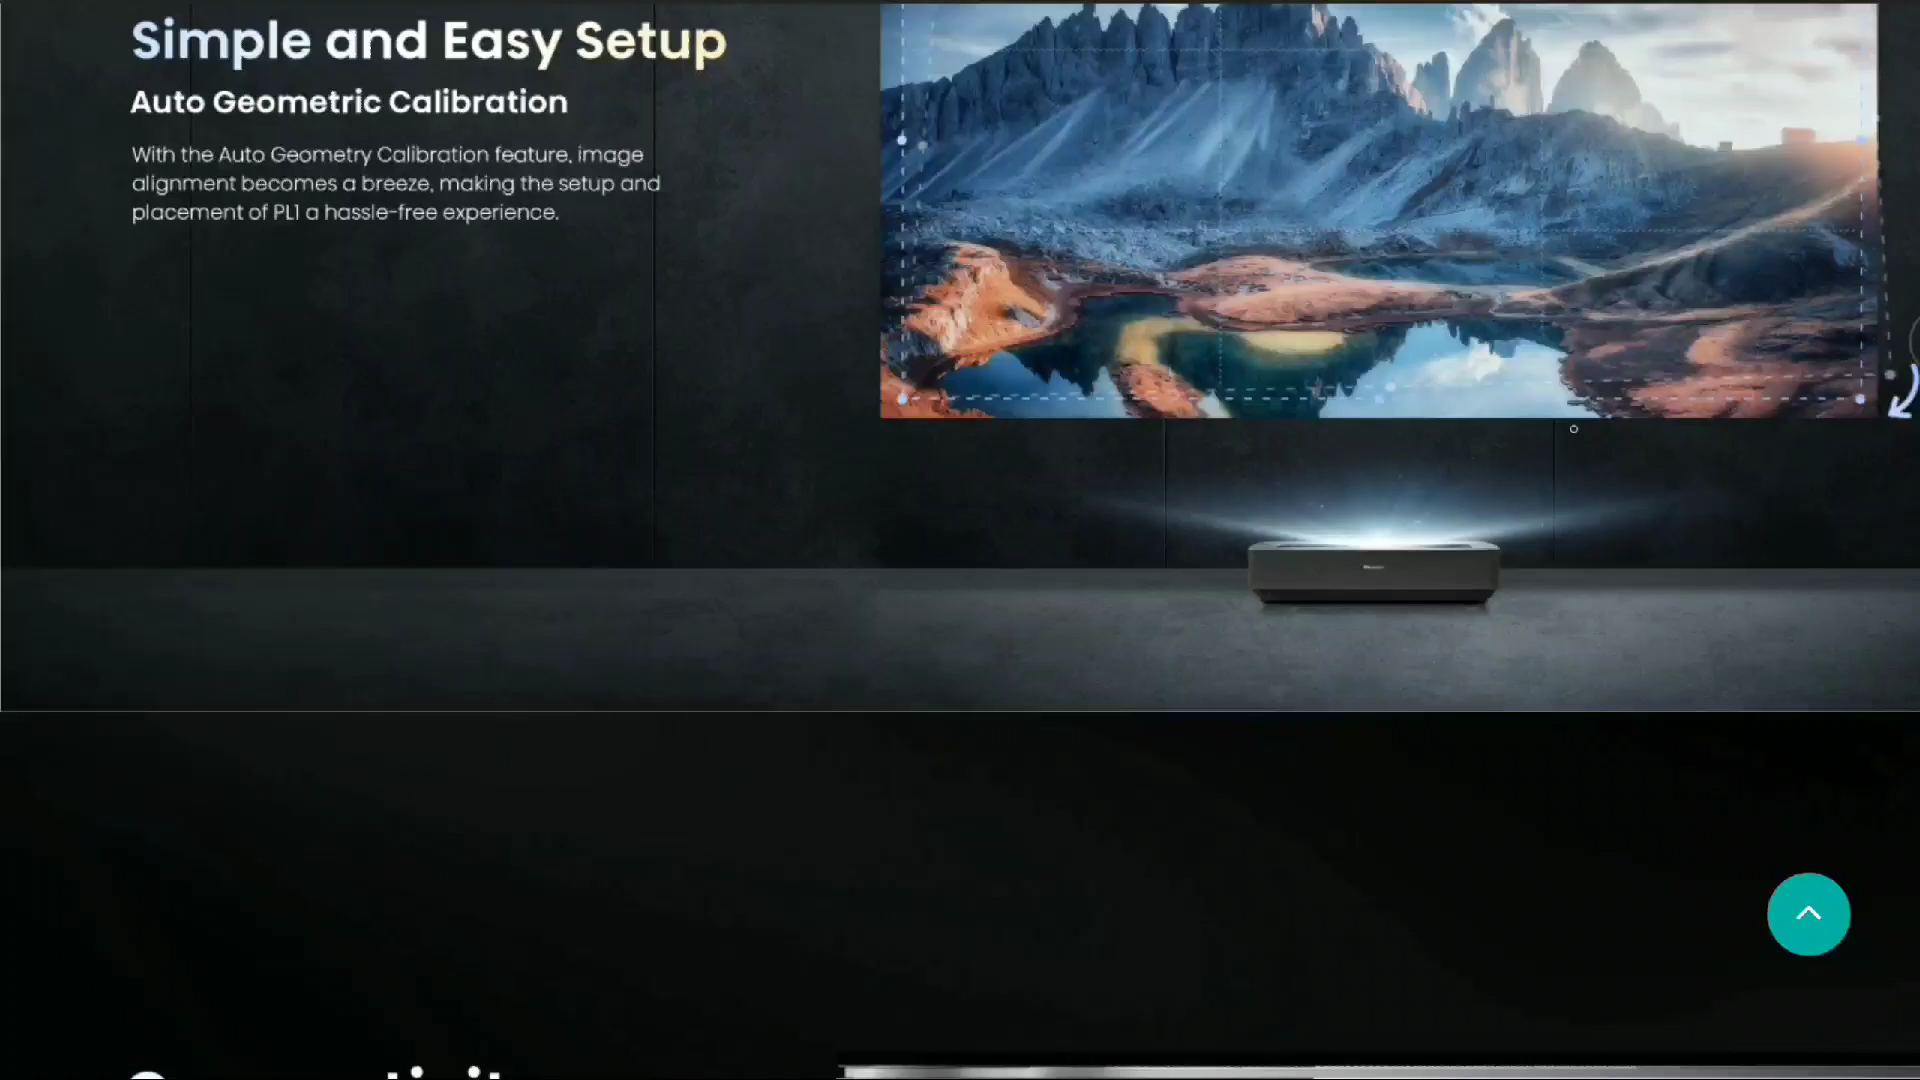 Simple and Easy Setup
Auto Geometric Calibration
With the Auto Geometry Calibration feature, image
alignment becomes a breeze, making the setup and
placement of PL1 a hassle-free experience.